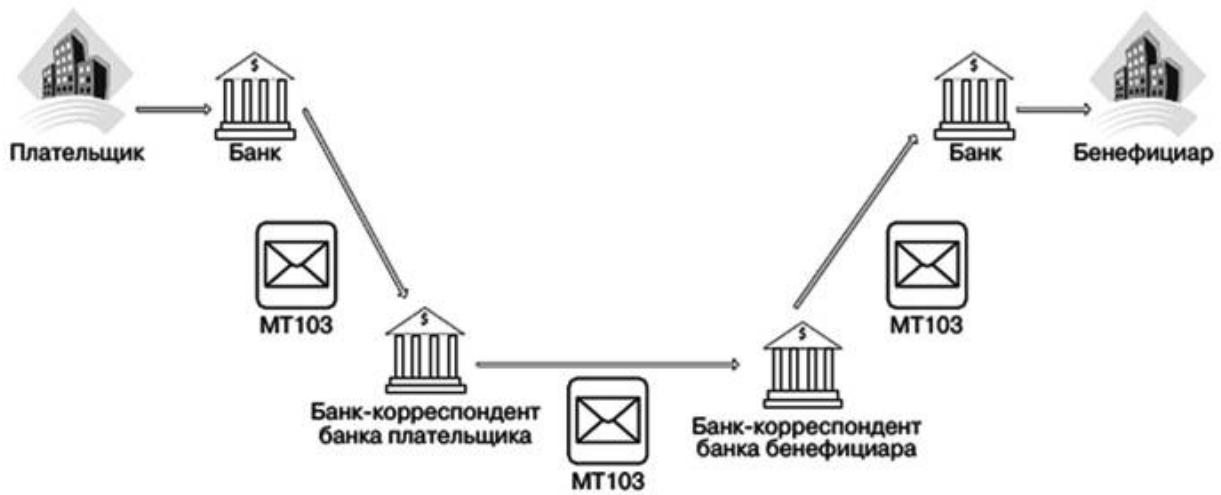 Плательщик
Банк
Банк
Бенефициар
МТ103
МТ103
Банк-корреспондент
банка плательщика
МТ103
Банк-корреспондент
банка бенефициара
$
$
$
$